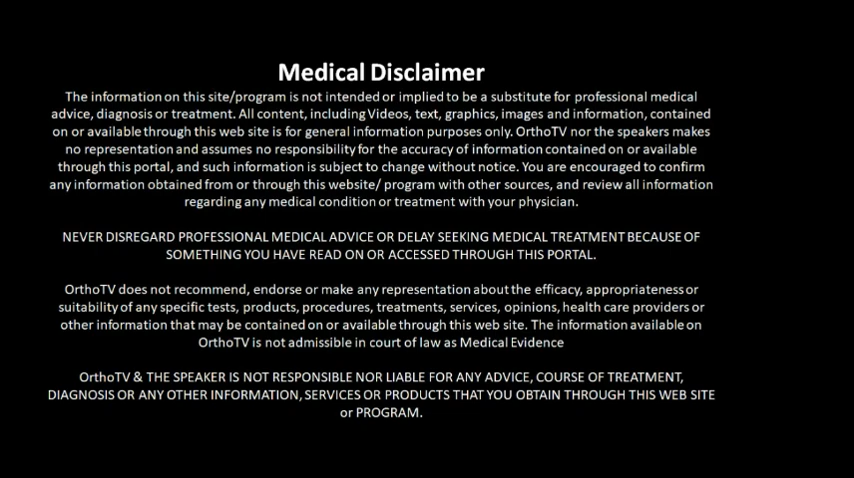 Medical Disclaimer
The information on this site/program is not intended or implied to be a substitute for professional medical
advice, diagnosis or treatment. All content, including Videos, text, graphics, images and information, contained
on or available through this web site is for general information purposes only. OrthoTV nor the speakers makes
no representation and assumes no responsibility for the accuracy of information contained on or available
through this portal, and such information is subject to change without notice. You are encouraged to confirm
any information obtained from or through this website/ program with other sources, and review all information
regarding any medical condition or treatment with your physician.
NEVER DISREGARD PROFESSIONAL MEDICAL ADVICE OR DELAY SEEKING MEDICAL TREATMENT BECAUSE OF
SOMETHING YOU HAVE READ ON OR ACCESSED THROUGH THIS PORTAL.
OrthoTV does not recommend, endorse or make any representation about the efficacy, appropriateness or
suitability of any specific tests, products, procedures, treatments, services, opinions, health care providers or
other information that may be contained on or available through this web site. The information available on
OrthoTV is not admissible in court of law as Medical Evidence
OrthoTV & THE SPEAKER IS NOT RESPONSIBLE NOR LIABLE FOR ANY ADVICE, COURSE OF TREATMENT,
DIAGNOSIS OR ANY OTHER INFORMATION, SERVICES OR PRODUCTS THAT YOU OBTAIN THROUGH THIS WEB SITE
or PROGRAM.